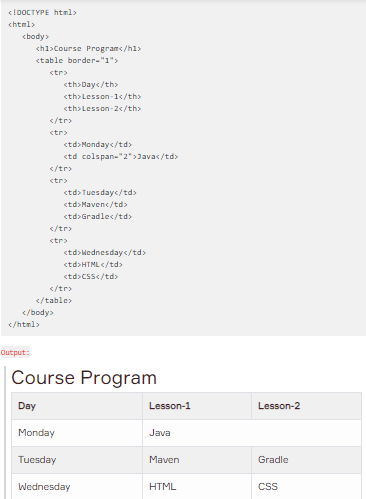 <!DOCTYPE html>
<html>
<body>
<h1>Course Program</h1>
<table border="1">
<tr>
<th>Day</th>
<th>Lesson-1</th>
<th>Lesson-2</th>
</tr>
<tr>
<td>Monday</td>
<td colspan="2">Java</td>
</tr>
<tr>
<td>Tuesday</td>
<td>Maven</td>
<td>Gradle</td>
</tr>
<tr>
<td>Wednesday</td>
<td>HTML</td>
<td>CSS</td>
</tr>
</table>
</body>
</html>
Output:
Course Program
Day Lesson-1 Lesson-2
Monday Java
Tuesday Maven Gradle
Wednesday HTML CSS